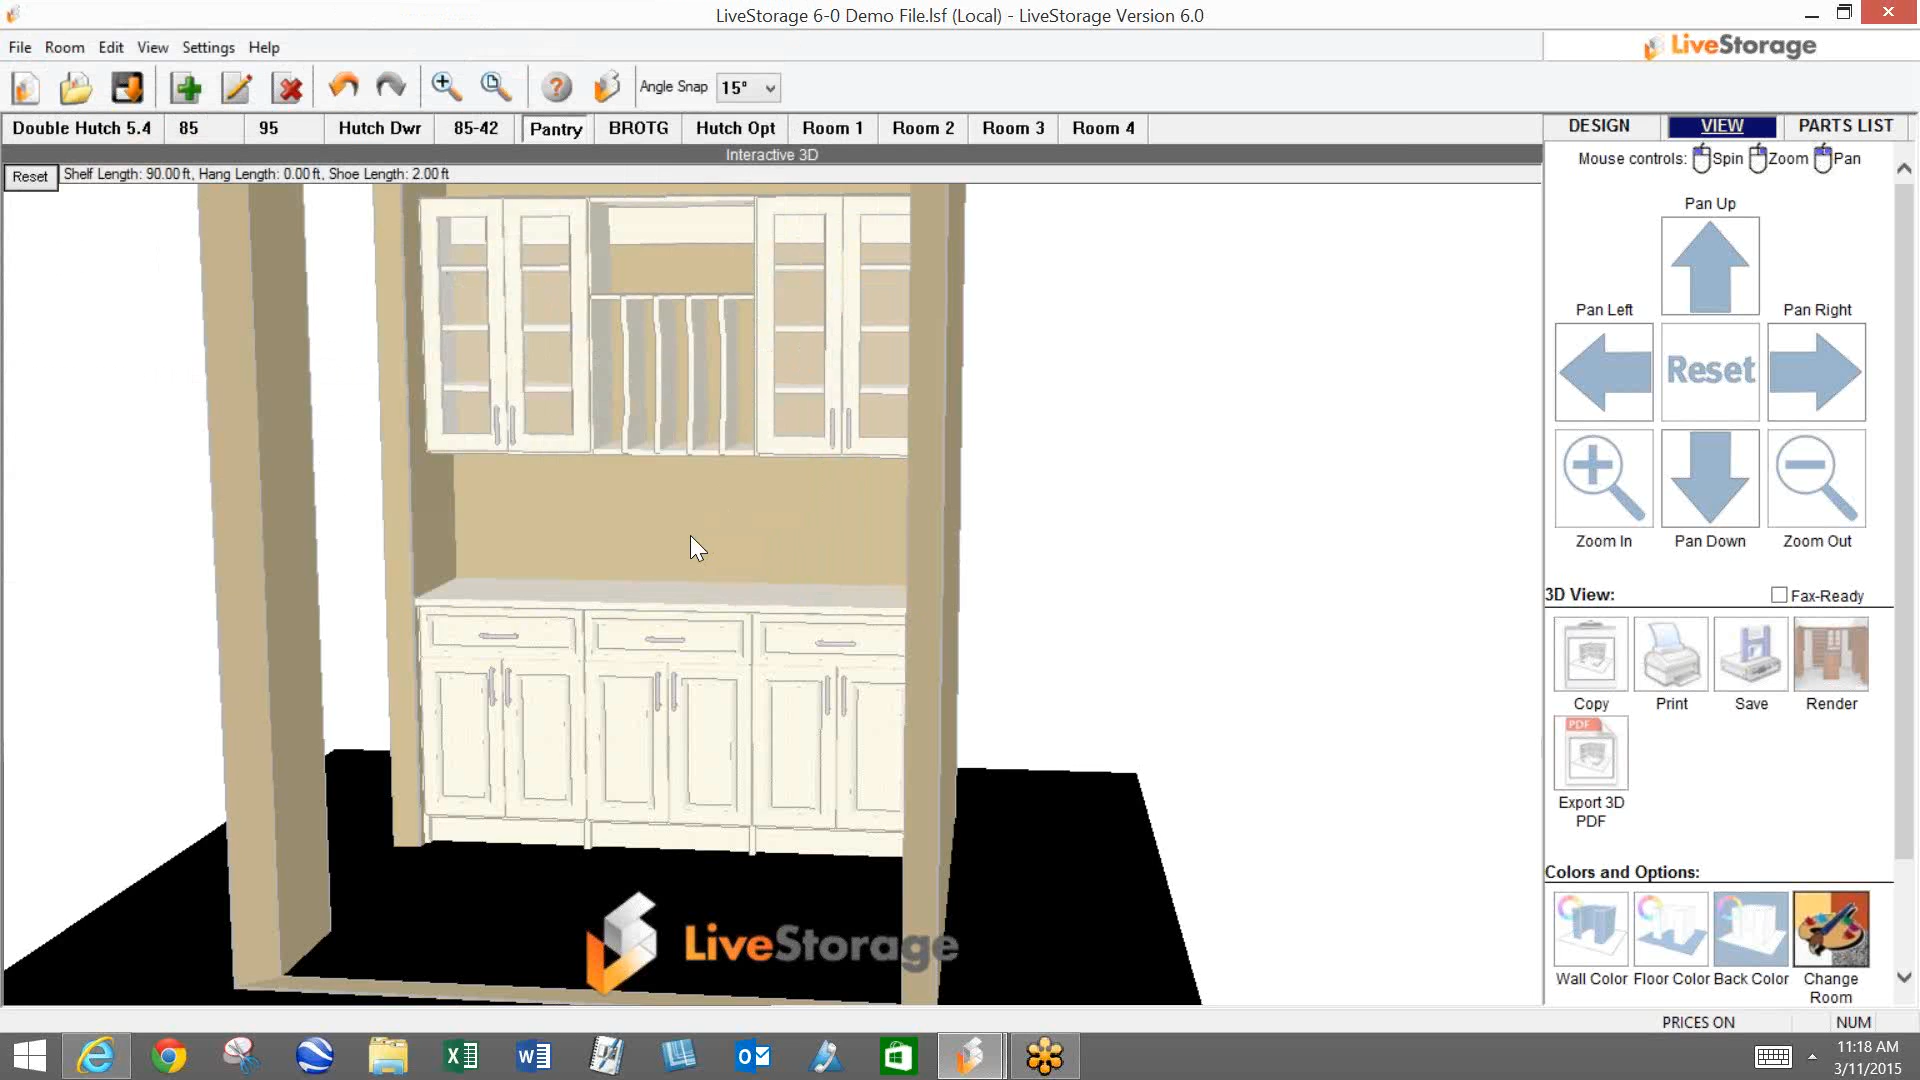 LiveStorage 6-0 Demo File.lsf (Local) - LiveStorage Version 6.0
File Room Edit View Settings Help
LiveStorage
Angle Snap 15°
Double Hutch 5.4 85 95 Hutch Dwr 85-42 Pantry BROTG Hutch Opt Room 1 Room 2 Room 3 Room 4
DESIGN VIEW PARTS LIST
Interactive 3D
Reset Shelf Length: 90.00 ft, Hang Length: 0.00 ft, Shoe Length: 2.00 ft
Mouse controls: Spin Zoom Pan
Pan Up
Pan Left Pan Right
Reset
Zoom In Pan Down Zoom Out
3D View: Fax-Ready
Copy Print Save Render
PDF
Export 3D
PDF
Colors and Options:
Wall Color Floor Color Back Color Change
Room
LiveStorage
PRICES ON NUM
11:18 AM
3/11/2015